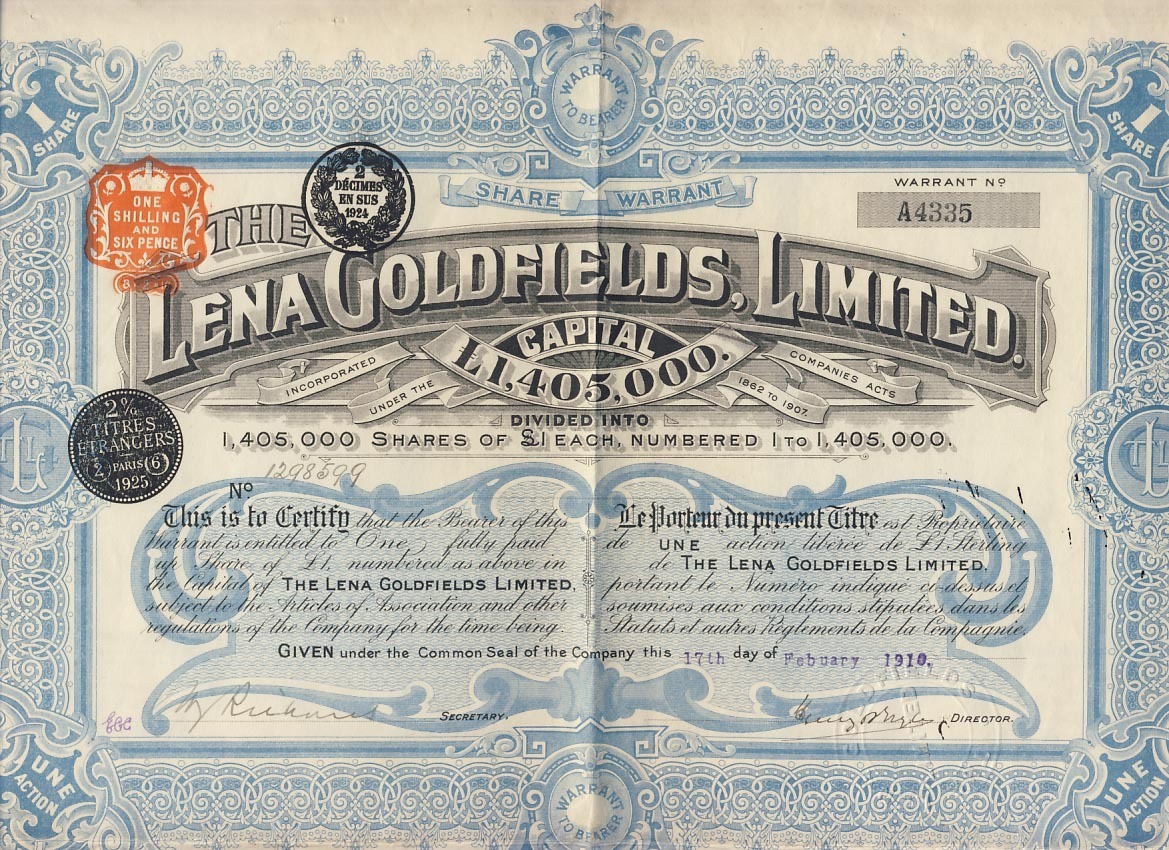 1
SHARE
WARRANT
TO BEARER
1
SHARE
SHARE WARRANT
WARRANT No
A4335
ONE
SHILLING
AND
SIX PENCE
2
DÉCIMES
EN SUS
1924
THE
LENA GOLDFIELDS, LIMITED.
CAPITAL
£1,405,000.
INCORPORATED
UNDER THE
COMPANIES ACTS
1862 TO 1907.
DIVIDED INTO
1,405,000 SHARES OF £1 EACH, NUMBERED 1 TO 1,405,000.
2%
TITRES
ETRANGERS
2 PARIS (6)
1925
No 1298599
This is to Certify that the Bearer of this
Warrant is entitled to One, fully paid
up Share of £1, numbered as above in
the Capital of THE LENA GOLDFIELDS LIMITED,
subject to the Articles of Association and other
regulations of the Company for the time being.
Le Porteur du présent Titre est Propriétaire
de UNE action libérée de £1 Sterling
de THE LENA GOLDFIELDS LIMITED,
portant le Numéro indiqué ci-dessus et
soumises aux conditions stipulées dans les
Statuts et autres Règlements de la Compagnie.
GIVEN under the Common Seal of the Company this 17th day of Febuary 1910.
SECRETARY.
DIRECTOR.
UNE
ACTION
WARRANT
TO BEARER
UNE
ACTION